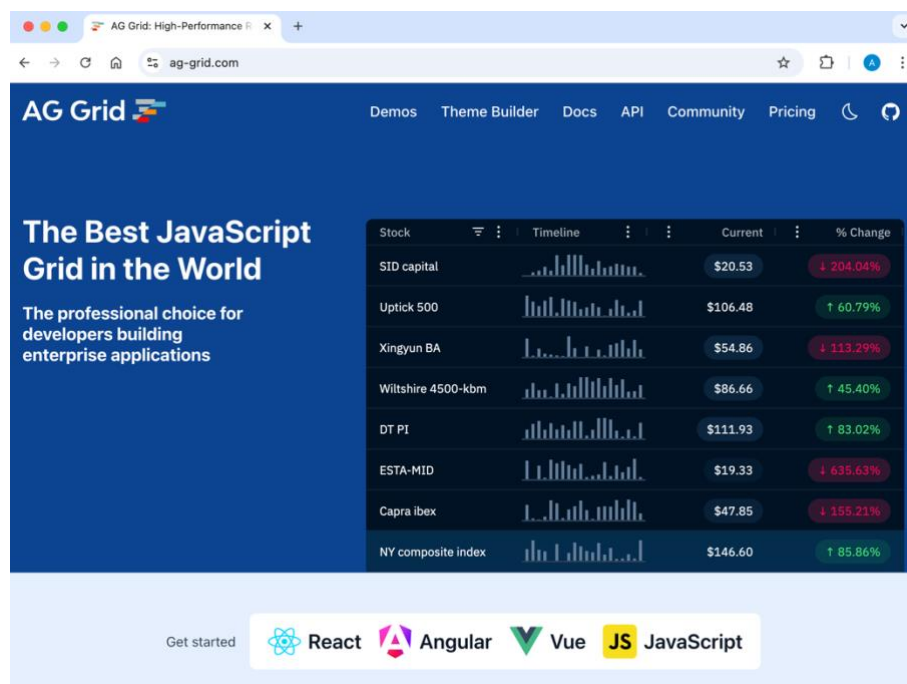 AG Grid: High-Performance R
ag-grid.com
A
AG Grid
Demos Theme Builder Docs API Community Pricing
The Best JavaScript
Grid in the World
The professional choice for
developers building
enterprise applications
Stock Timeline Current % Change
SID capital $20.53 ↓ 204.04%
Uptick 500 $106.48 ↑ 60.79%
Xingyun BA $54.86 ↓ 113.29%
Wiltshire 4500-kbm $86.66 ↑ 45.40%
DT PI $111.93 ↑ 83.02%
ESTA-MID $19.33 ↓ 635.63%
Capra ibex $47.85 ↓ 155.21%
NY composite index $146.60 ↑ 85.86%
Get started React Angular Vue JS JavaScript